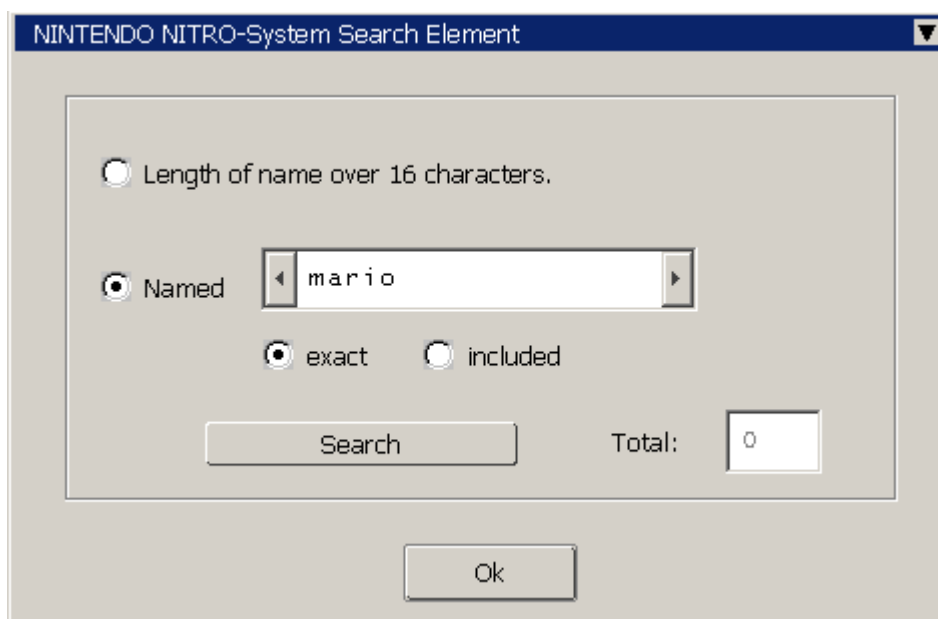 NINTENDO NITRO-System Search Element
Length of name over 16 characters.
Named mario
exact included
Search Total: 0
Ok